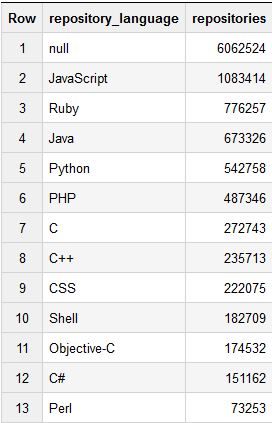 Row repository_language repositories
1 null 6062524
2 JavaScript 1083414
3 Ruby 776257
4 Java 673326
5 Python 542758
6 PHP 487346
7 C 272743
8 C++ 235713
9 CSS 222075
10 Shell 182709
11 Objective-C 174532
12 C# 151162
13 Perl 73253